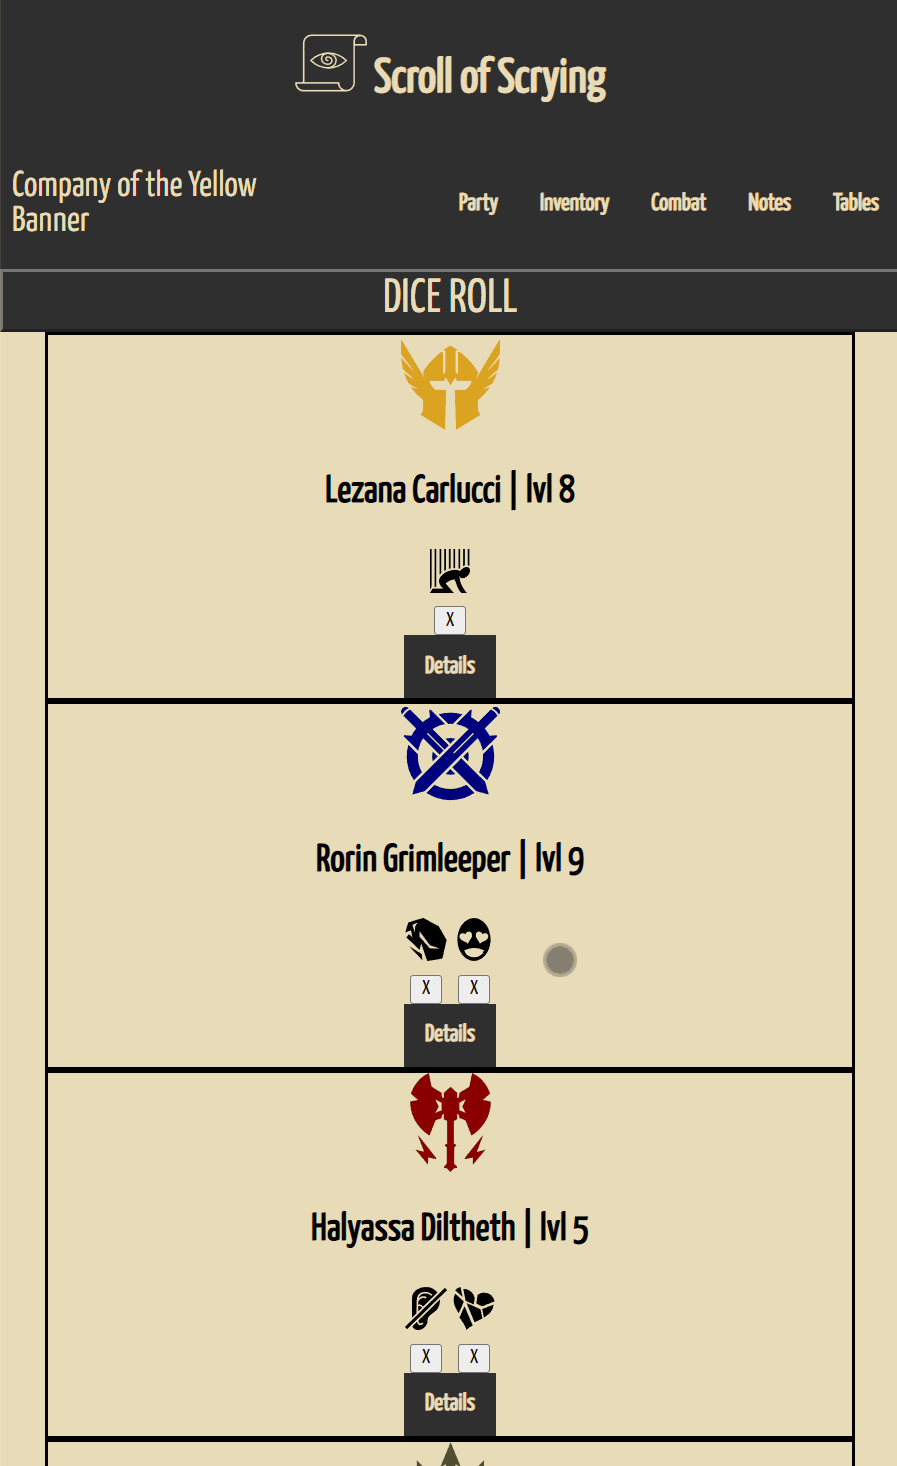 Scroll of Scrying
Company of the Yellow
Banner
Party Inventory Combat Notes Tables
DICE ROLL
Lezana Carlucci | lvl 8
X
Details
Rorin Grimleeper | lvl 9
X X
Details
Halyassa Diltheth | lvl 5
X X
Details